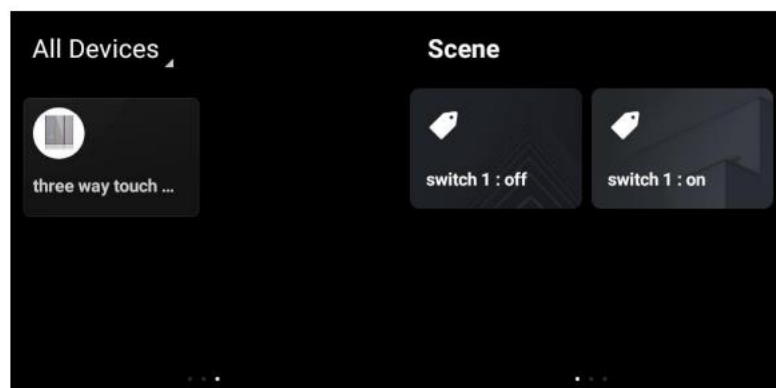 All Devices
Scene
three way touch ...
switch 1 : off
switch 1 : on